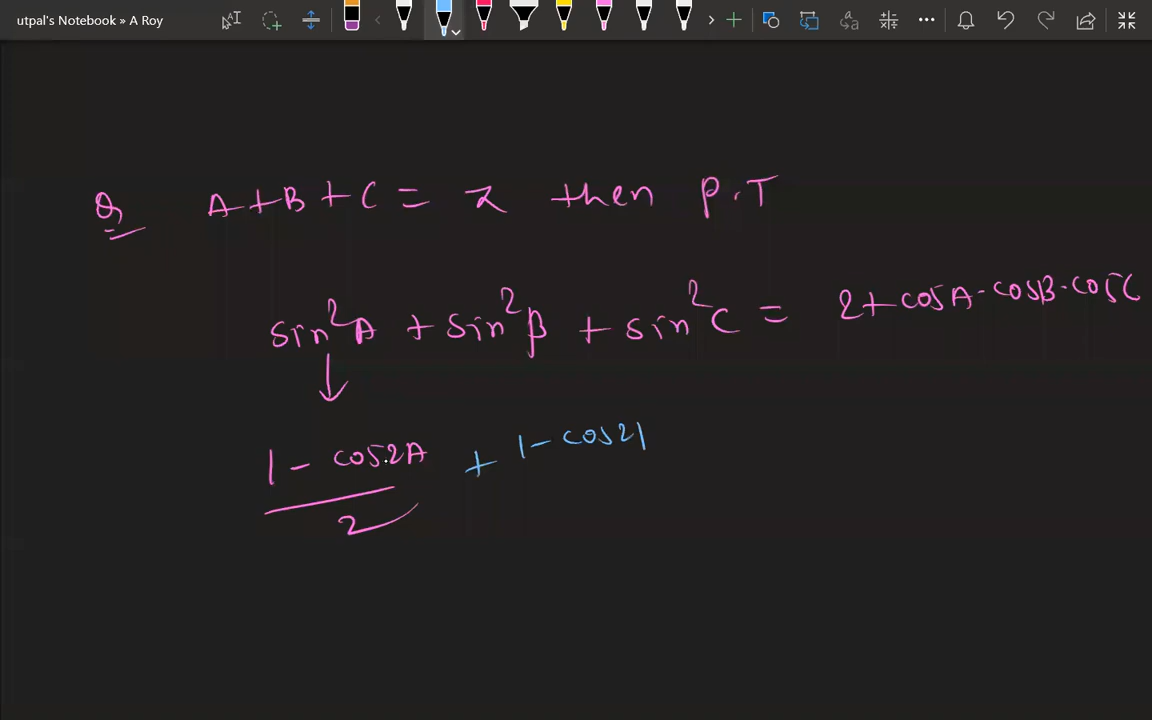 utpal's Notebook » A Roy
Q A+B+C = π then P.T
sin²A + sin²B + sin²C = 2+cosA·cosB·cosC
1 - cos2A + 1 - cos2
2